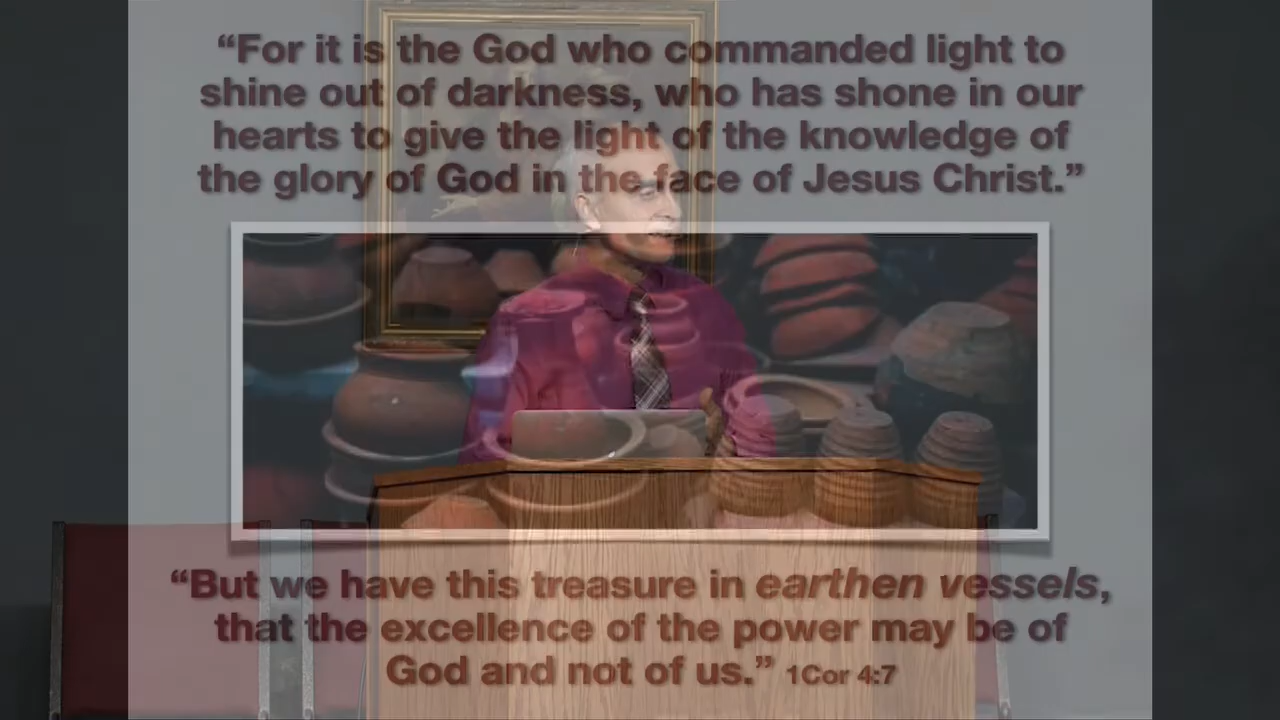 “For it is the God who commanded light to
shine out of darkness, who has shone in our
hearts to give the light of the knowledge of
the glory of God in the face of Jesus Christ.”
“But we have this treasure in earthen vessels,
that the excellence of the power may be of
God and not of us.” 1Cor 4:7